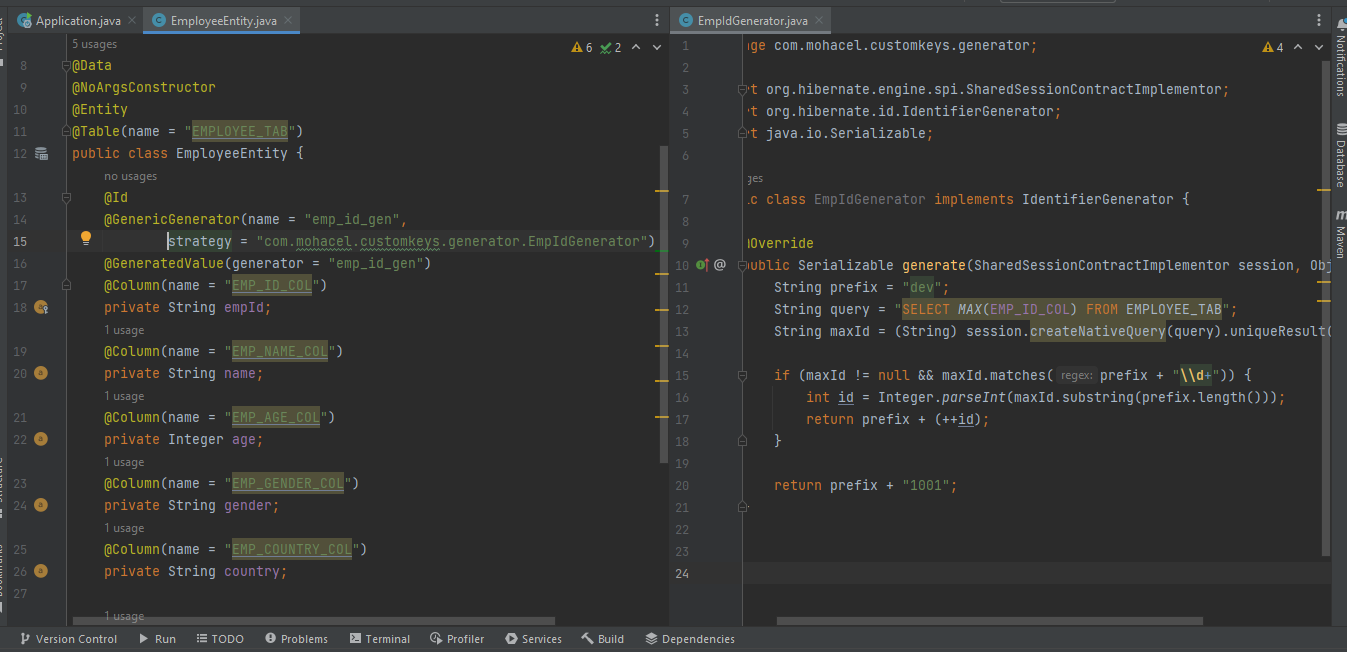 Application.java
EmployeeEntity.java
EmpIdGenerator.java
5 usages
6 2
8 @Data
9 @NoArgsConstructor
10 @Entity
11 @Table(name = "EMPLOYEE_TAB")
12 public class EmployeeEntity {
no usages
13 @Id
14 @GenericGenerator(name = "emp_id_gen",
15 strategy = "com.mohacel.customkeys.generator.EmpIdGenerator")
16 @GeneratedValue(generator = "emp_id_gen")
17 @Column(name = "EMP_ID_COL")
18 private String empId;
1 usage
19 @Column(name = "EMP_NAME_COL")
20 private String name;
1 usage
21 @Column(name = "EMP_AGE_COL")
22 private Integer age;
1 usage
23 @Column(name = "EMP_GENDER_COL")
24 private String gender;
1 usage
25 @Column(name = "EMP_COUNTRY_COL")
26 private String country;
27
1 usage
4
1 ge com.mohacel.customkeys.generator;
2
3 t org.hibernate.engine.spi.SharedSessionContractImplementor;
4 t org.hibernate.id.IdentifierGenerator;
5 t java.io.Serializable;
6
ges
7 c class EmpIdGenerator implements IdentifierGenerator {
8
9 Override
10 @ ublic Serializable generate(SharedSessionContractImplementor session, Obj
11 String prefix = "dev";
12 String query = "SELECT MAX(EMP_ID_COL) FROM EMPLOYEE_TAB";
13 String maxId = (String) session.createNativeQuery(query).uniqueResult(
14
15 if (maxId != null && maxId.matches( regex: prefix + "\\d+")) {
16 int id = Integer.parseInt(maxId.substring(prefix.length()));
17 return prefix + (++id);
18 }
19
20 return prefix + "1001";
21
22
23
24
Notifications
Database
m Maven
Version Control
Run
TODO
Problems
Terminal
Profiler
Services
Build
Dependencies